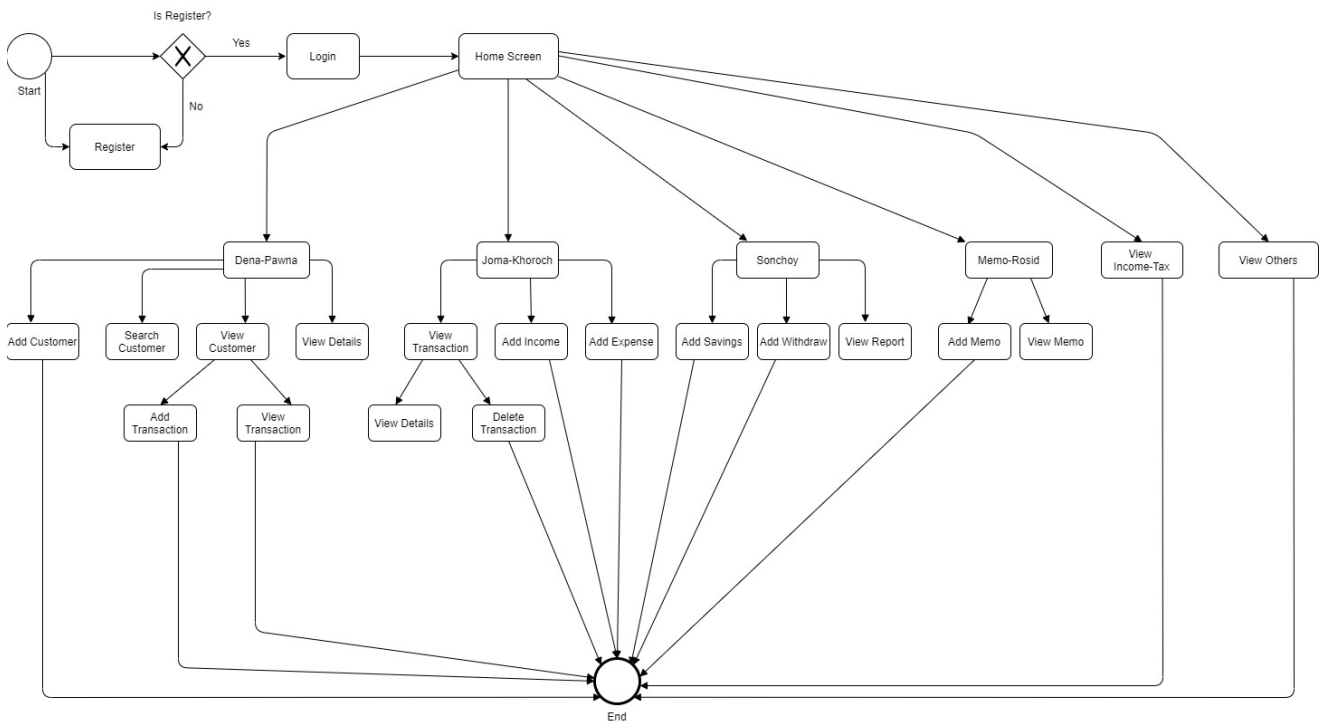 Is Register?
Yes
Login
Home Screen
Start
No
Register
Dena-Pawna
Joma-Khoroch
Sonchoy
Memo-Rosid
View
Income-Tax
View Others
Add Customer
Search
Customer
View
Customer
View Details
View
Transaction
Add Income
Add Expense
Add Savings
Add Withdraw
View Report
Add Memo
View Memo
Add
Transaction
View
Transaction
View Details
Delete
Transaction
End